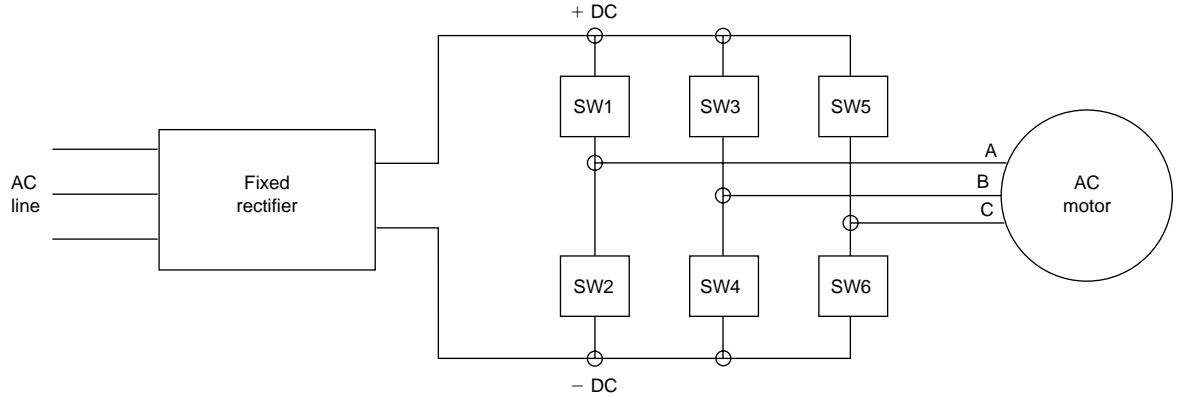 + DC
SW1
SW3
SW5
AC
line
Fixed
rectifier
A
B
C
AC
motor
SW2
SW4
SW6
− DC